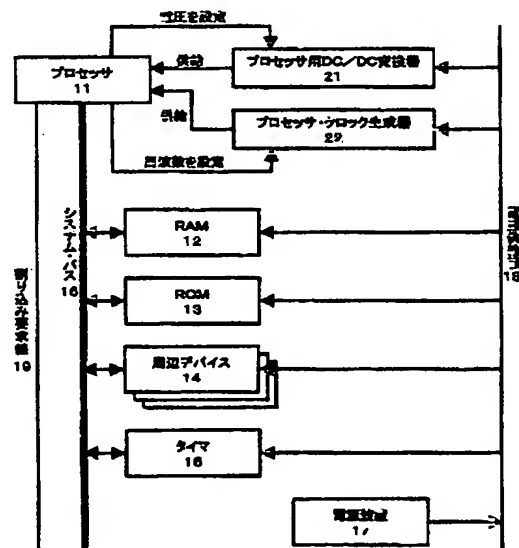 電圧を設定
プロセッサ
11
供給
プロセッサ用DC/DC変換器
21
供給
プロセッサ・クロック生成器
22
周波数を設定
システム・バス
16
割り込み要求線
19
RAM
12
ROM
13
周辺デバイス
14
タイマ
16
18
電源装置
17